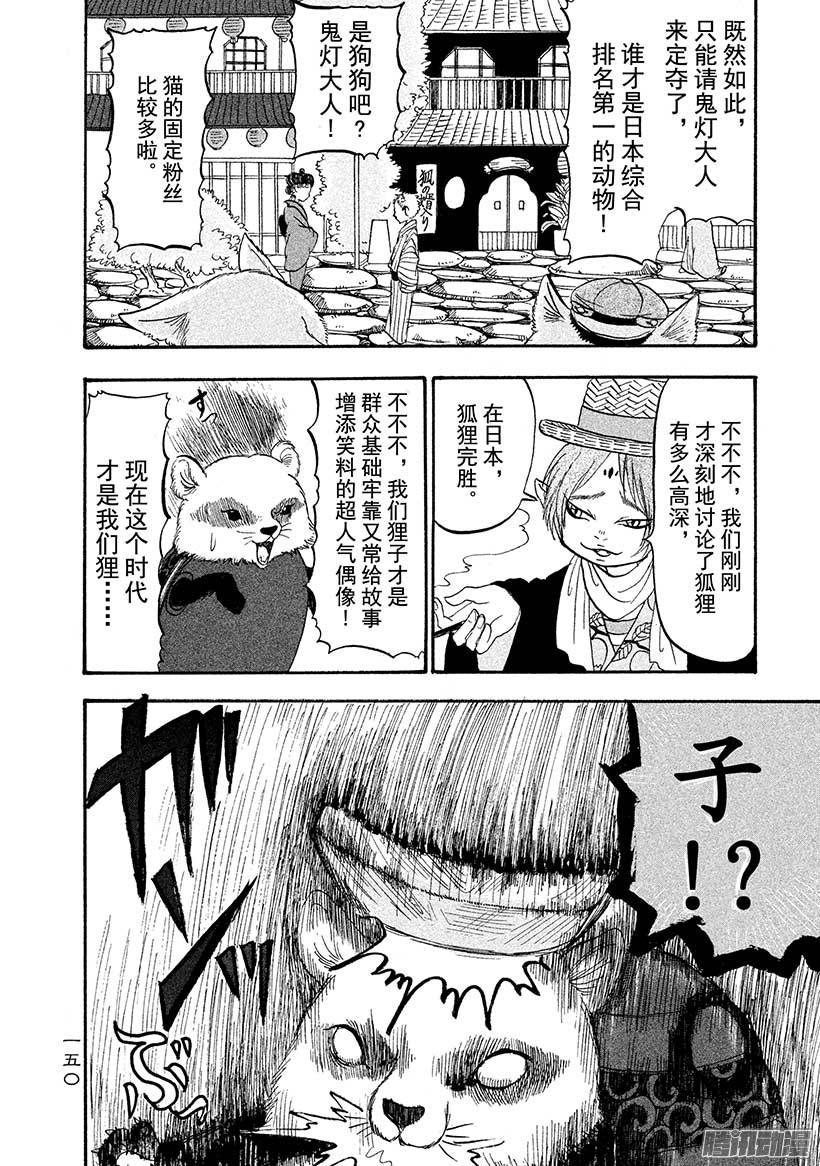 既然如此，
只能请鬼灯大人
来定夺了，
谁才是日本综合
排名第一的动物！
是狗狗吧？
鬼灯大人！
猫的固定粉丝
比较多啦。
狐の嫁入り
不不不，我们刚刚
才深刻地讨论了狐狸
有多么高深，
在日本，
狐狸完胜。
不不不，我们狸子才是
群众基础牢靠又常给故事
增添笑料的超人气偶像！
现在这个时代
才是我们狸……
すっ
子！？
ガッ
一五〇
腾讯动漫